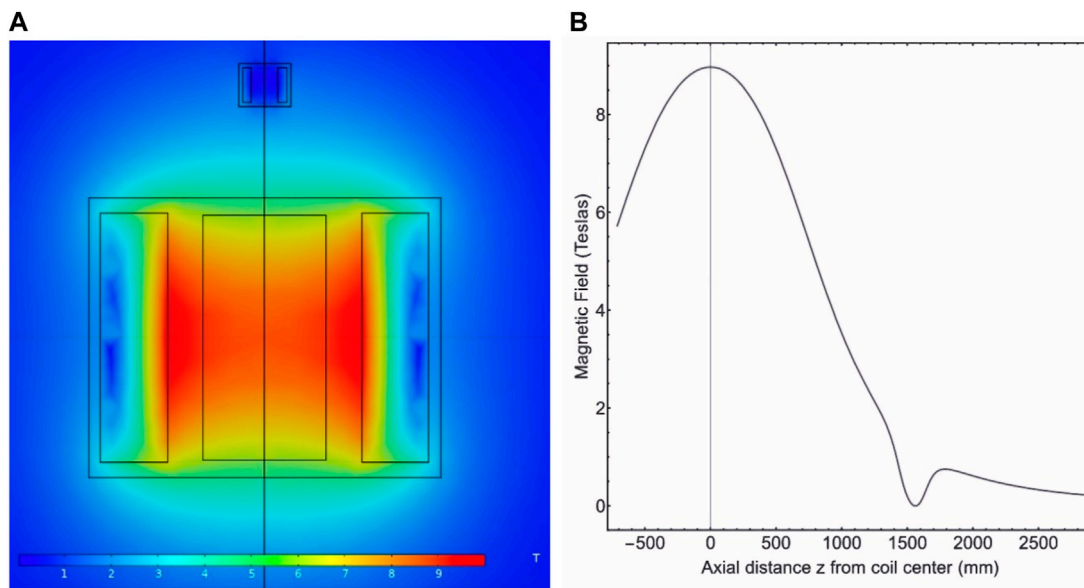 A
B
1 2 3 4 5 6 7 8 9 T
Magnetic Field (Teslas)
8
6
4
2
0
−500 0 500 1000 1500 2000 2500
Axial distance z from coil center (mm)